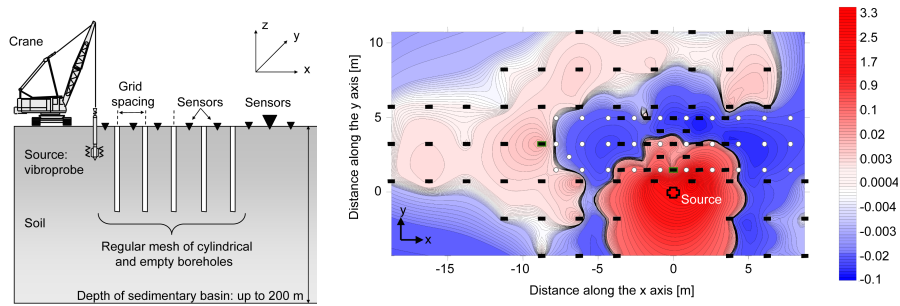 Crane
z
y
x
Grid
spacing
Sensors
Sensors
Source:
vibroprobe
Soil
Regular mesh of cylindrical
and empty boreholes
Depth of sedimentary basin: up to 200 m
Distance along the y axis [m]
10
5
0
y
x
Source
-15
-10
-5
0
5
Distance along the x axis [m]
3.3
2.5
1.7
0.9
0.1
0.02
0.003
0.0004
-0.004
-0.003
-0.02
-0.1